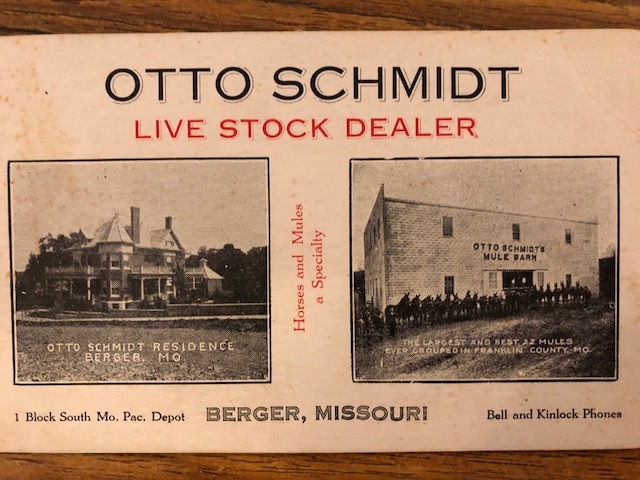 OTTO SCHMIDT
LIVE STOCK DEALER
OTTO SCHMIDT RESIDENCE
BERGER, MO.
Horses and Mules
a Specialty
OTTO SCHMIDT'S
MULE BARN
THE LARGEST AND BEST 22 MULES
EVER GROUPED IN FRANKLIN COUNTY, MO.
1 Block South Mo. Pac. Depot
BERGER, MISSOURI
Bell and Kinlock Phones